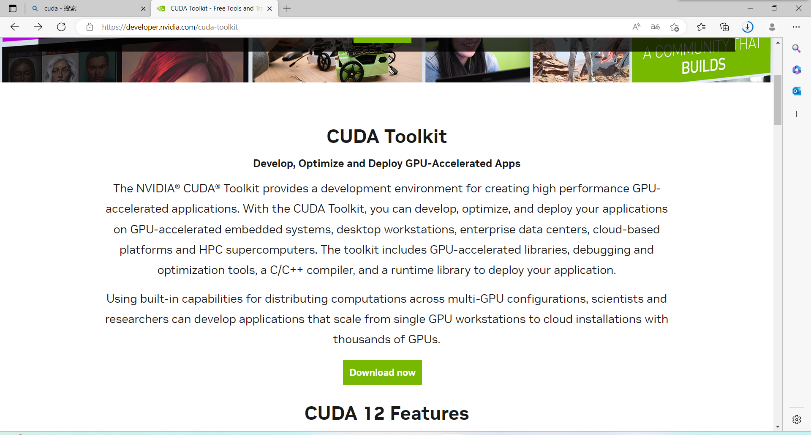 cuda - 搜索
CUDA Toolkit - Free Tools and Tra
https://developer.nvidia.com/cuda-toolkit
A COMMUNITY THAT
BUILDS
CUDA Toolkit
Develop, Optimize and Deploy GPU-Accelerated Apps
The NVIDIA® CUDA® Toolkit provides a development environment for creating high performance GPU-
accelerated applications. With the CUDA Toolkit, you can develop, optimize, and deploy your applications
on GPU-accelerated embedded systems, desktop workstations, enterprise data centers, cloud-based
platforms and HPC supercomputers. The toolkit includes GPU-accelerated libraries, debugging and
optimization tools, a C/C++ compiler, and a runtime library to deploy your application.
Using built-in capabilities for distributing computations across multi-GPU configurations, scientists and
researchers can develop applications that scale from single GPU workstations to cloud installations with
thousands of GPUs.
Download now
CUDA 12 Features